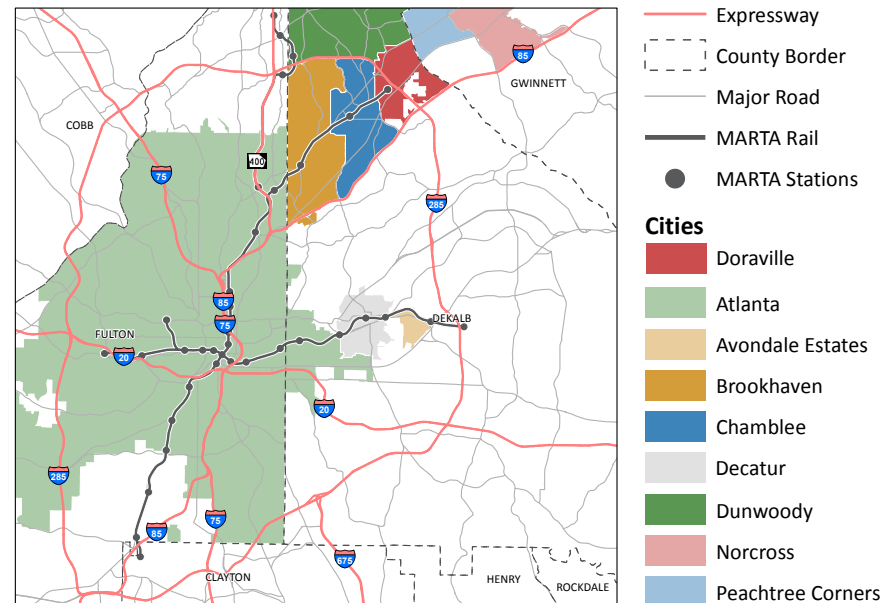 85
GWINNETT
COBB
400
75
285
85
75
FULTON
20
DEKALB
20
285
75
85
675
CLAYTON
HENRY
ROCKDALE
Expressway
County Border
Major Road
MARTA Rail
MARTA Stations
Cities
Doraville
Atlanta
Avondale Estates
Brookhaven
Chamblee
Decatur
Dunwoody
Norcross
Peachtree Corners